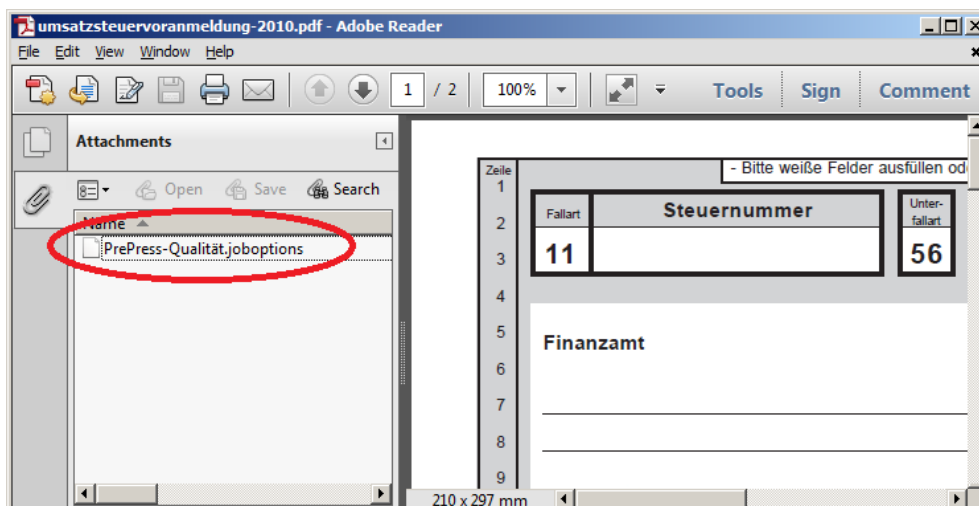 umsatzsteuervoranmeldung-2010.pdf - Adobe Reader
File Edit View Window Help
1 / 2 100% Tools Sign Comment
Attachments
Open Save Search
Name
PrePress-Qualität.joboptions
Zeile
- Bitte weiße Felder ausfüllen od
1
2
3
4
5
6
7
8
9
Fallart
Steuernummer
Unter-
fallart
11
56
Finanzamt
210 x 297 mm